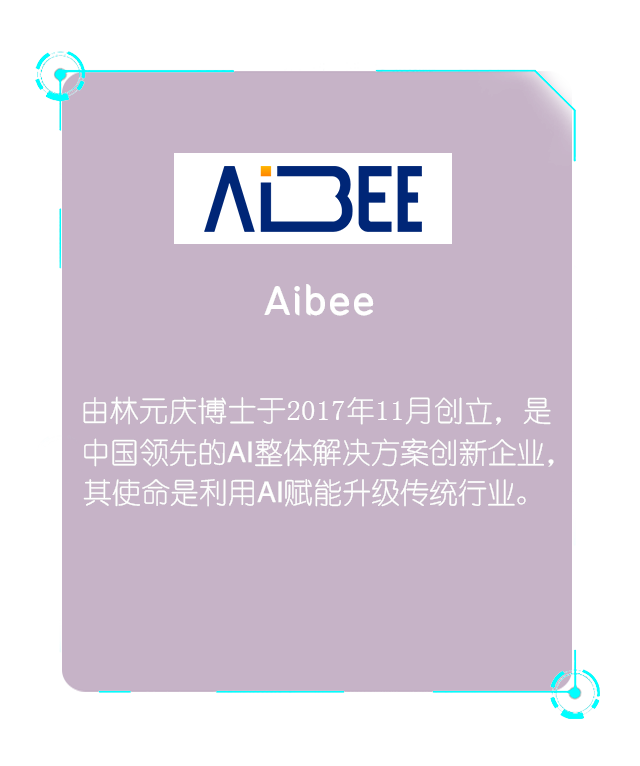 AiBEE
Aibee
由林元庆博士于2017年11月创立，是
中国领先的AI整体解决方案创新企业，
其使命是利用AI赋能升级传统行业。